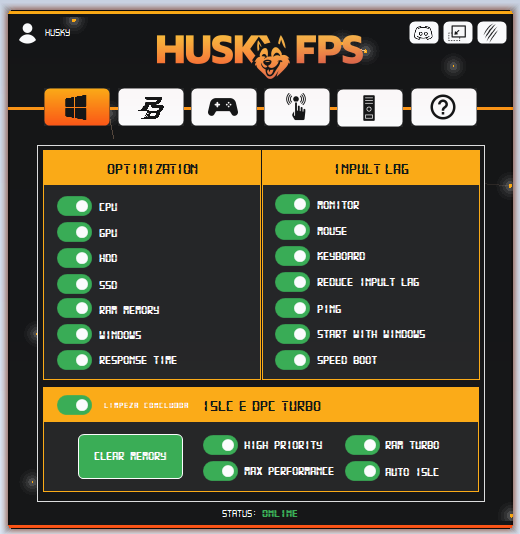 HUSKY
HUSKY FPS
OPTIMIZATION
INPULT LAG
CPU
GPU
HDD
SSD
RAM MEMORY
WINDOWS
RESPONSE TIME
MONITOR
MOUSE
KEYBOARD
REDUCE INPULT LAG
PING
START WITH WINDOWS
SPEED BOOT
LIMPEZA CONCLUIDA ISLC E DPC TURBO
CLEAR MEMORY
HIGH PRIORITY
RAM TURBO
MAX PERFORMANCE
AUTO ISLC
STATUS: ONLINE